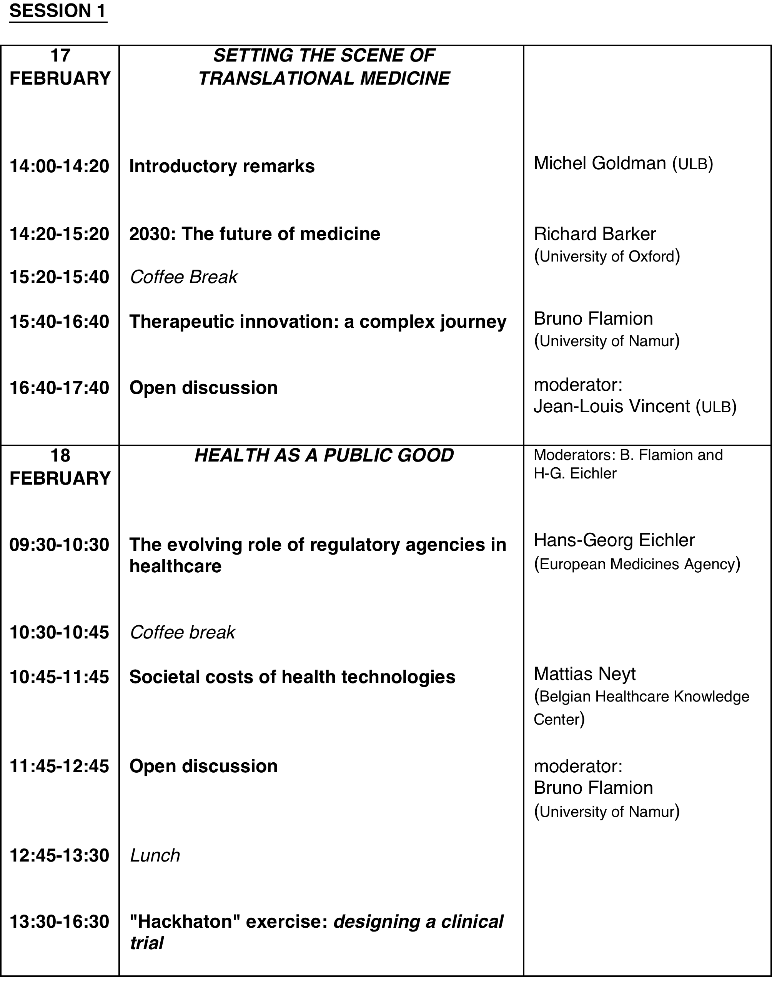 SESSION 1
17
FEBRUARY
SETTING THE SCENE OF
TRANSLATIONAL MEDICINE
14:00-14:20
Introductory remarks
Michel Goldman (ULB)
14:20-15:20
2030: The future of medicine
Richard Barker
(University of Oxford)
15:20-15:40
Coffee Break
15:40-16:40
Therapeutic innovation: a complex journey
Bruno Flamion
(University of Namur)
16:40-17:40
Open discussion
moderator:
Jean-Louis Vincent (ULB)
18
FEBRUARY
HEALTH AS A PUBLIC GOOD
Moderators: B. Flamion and
H-G. Eichler
09:30-10:30
The evolving role of regulatory agencies in
healthcare
Hans-Georg Eichler
(European Medicines Agency)
10:30-10:45
Coffee break
10:45-11:45
Societal costs of health technologies
Mattias Neyt
(Belgian Healthcare Knowledge
Center)
11:45-12:45
Open discussion
moderator:
Bruno Flamion
(University of Namur)
12:45-13:30
Lunch
13:30-16:30
"Hackhaton" exercise: designing a clinical
trial